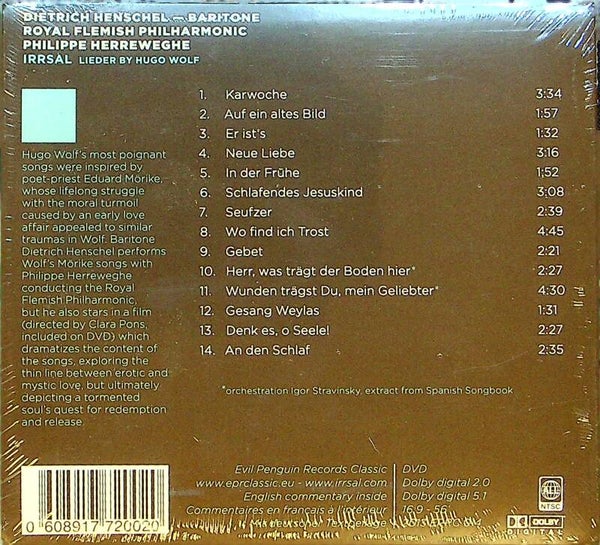 DIETRICH HENSCHEL — BARITONE
ROYAL FLEMISH PHILHARMONIC
PHILIPPE HERREWEGHE
IRRSAL LIEDER BY HUGO WOLF
Hugo Wolf's most poignant
songs were inspired by
poet-priest Eduard Mörike,
whose lifelong struggle
with the moral turmoil
caused by an early love
affair appealed to similar
traumas in Wolf. Baritone
Dietrich Henschel performs
Wolf's Mörike songs with
Philippe Herreweghe
conducting the Royal
Flemish Philharmonic,
but he also stars in a film
(directed by Clara Pons,
included on DVD) which
dramatizes the content of
the songs, exploring the
thin line between erotic and
mystic love, but ultimately
depicting a tormented
soul's quest for redemption
and release.
1. Karwoche 3:34
2. Auf ein altes Bild 1:57
3. Er ist's 1:32
4. Neue Liebe 3:16
5. In der Frühe 1;52
6. Schlafendes Jesuskind 3:08
7. Seufzer 2:39
8. Wo find ich Trost 4:45
9. Gebet 2:21
10. Herr, was trägt der Boden hier* 2:27
11. Wunden trägst Du, mein Geliebter* 4:30
12. Gesang Weylas 1:31
13. Denk es, o Seele! 2:27
14. An den Schlaf 2:35
*orchestration Igor Stravinsky, extract from Spanish Songbook
0 608917 720020
Evil Penguin Records Classic
www.eprclassic.eu - www.irrsal.com
English commentary inside
Commentaires en français à l'intérieur
DVD
Dolby digital 2.0
Dolby digital 5.1
16:9 - 56
ALL
NTSC
DOLBY
DIGITAL